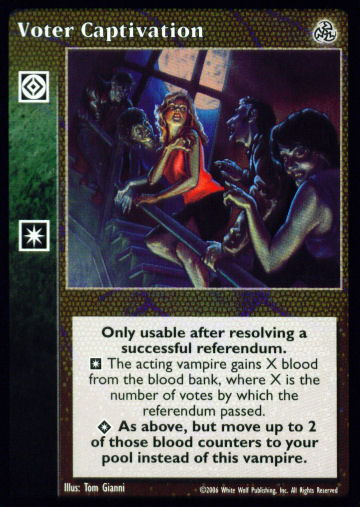 Voter Captivation
Only usable after resolving a
successful referendum.
The acting vampire gains X blood
from the blood bank, where X is the
number of votes by which the
referendum passed.
As above, but move up to 2
of those blood counters to your
pool instead of this vampire.
Illus: Tom Gianni
©2006 White Wolf Publishing, Inc. All Rights Reserved.